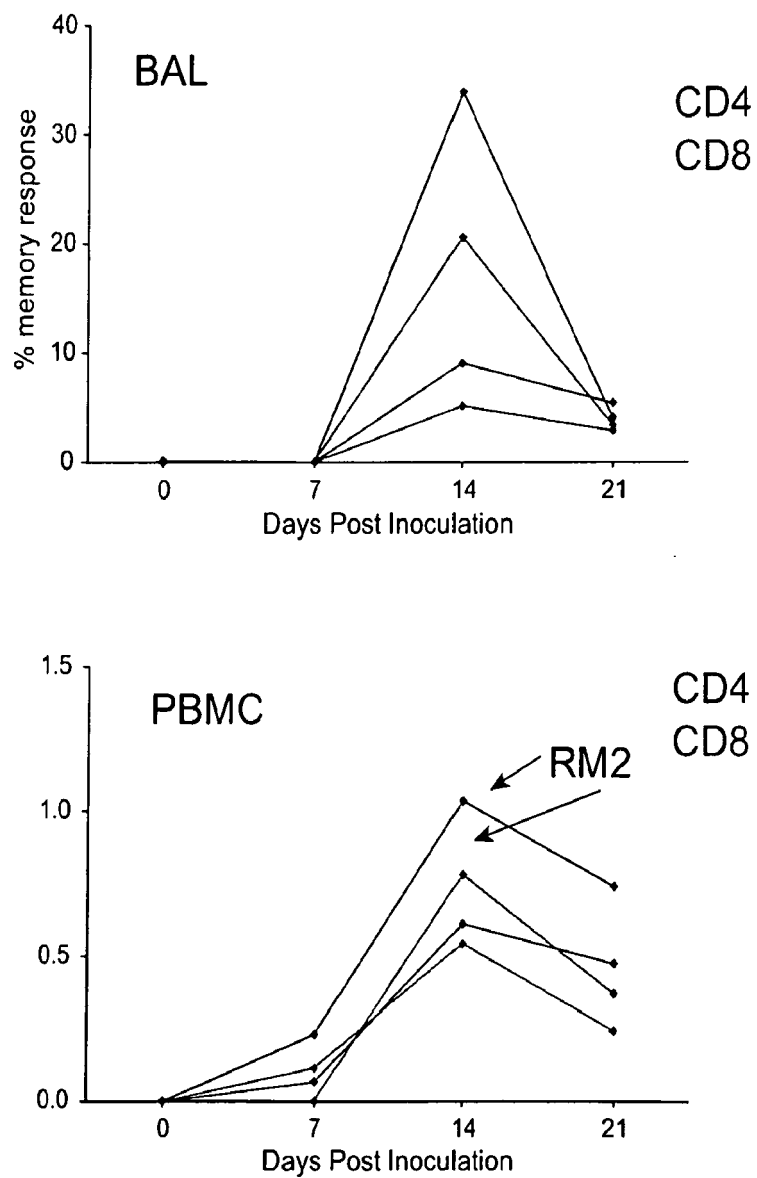 40
BAL
CD4
CD8
30
20
10
0
% memory response
0 7 14 21
Days Post Inoculation
1.5
PBMC
CD4
CD8
RM2
1.0
0.5
0.0
0 7 14 21
Days Post Inoculation